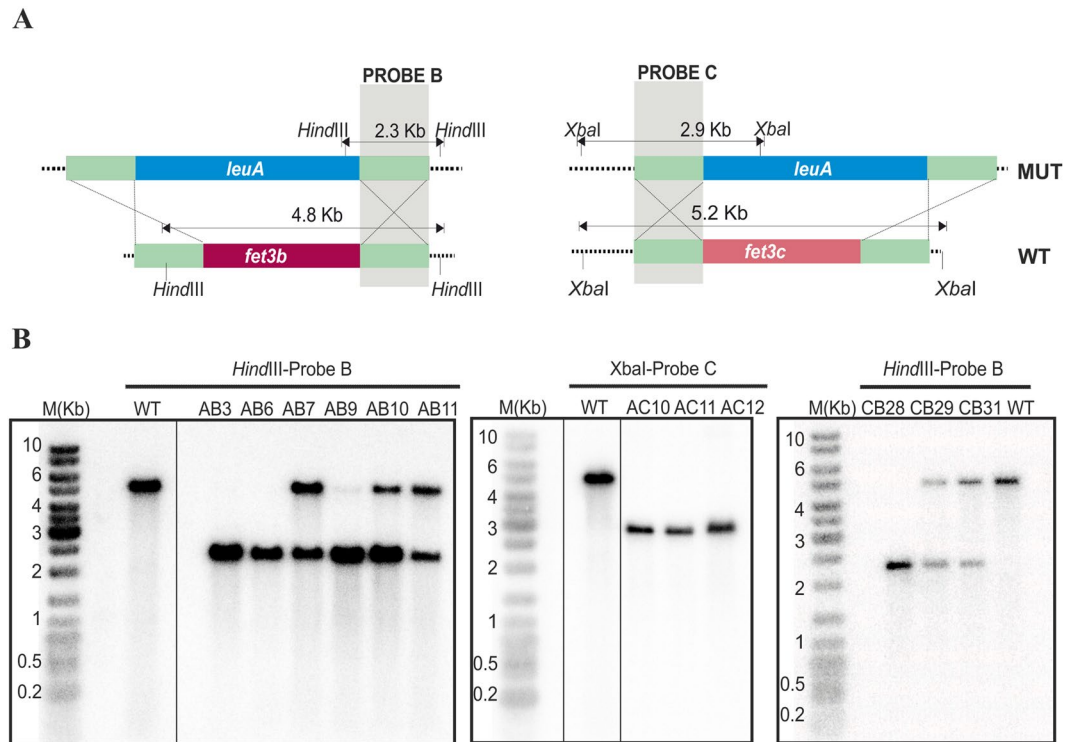 A
PROBE B
HindIII 2.3 Kb HindIII
leuA
4.8 Kb
fet3b
HindIII HindIII
PROBE C
XbaI 2.9 Kb XbaI
leuA MUT
5.2 Kb
fet3c WT
XbaI XbaI
B
HindIII-Probe B
M(Kb) WT AB3 AB6 AB7 AB9 AB10 AB11
10
6
4
3
2
1
0.5
0.2
XbaI-Probe C
M(Kb) WT AC10 AC11 AC12
10
6
4
3
2
1
0.5
0.2
HindIII-Probe B
M(Kb) CB28 CB29 CB31 WT
10
6
4
3
2
1
0.5
0.2